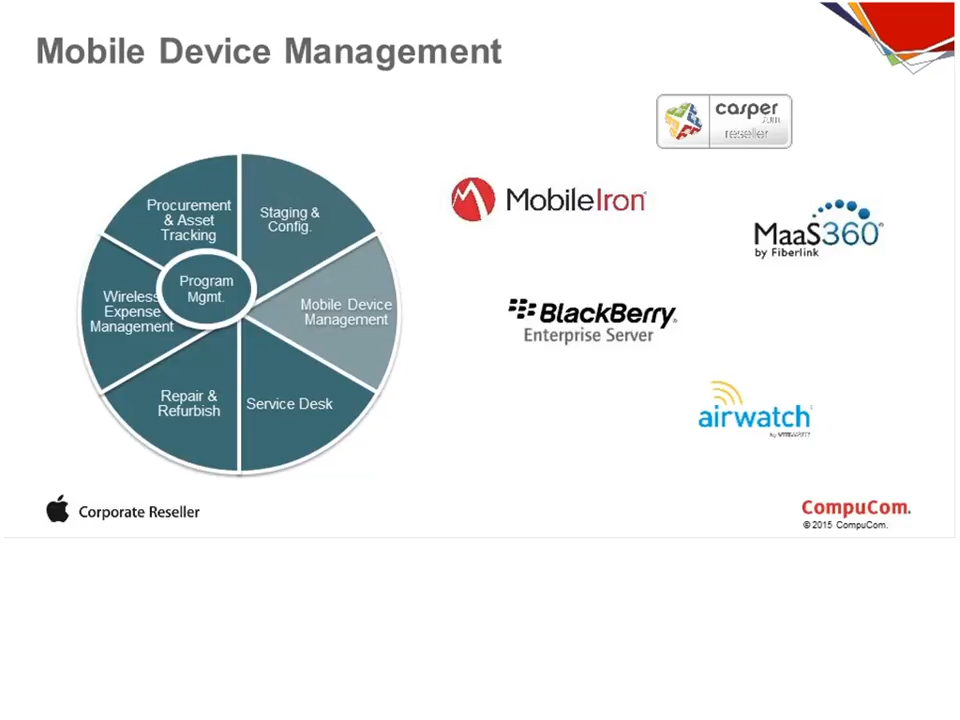 Mobile Device Management
casper
reseller
MobileIron
MaaS360
by Fiberlink
BlackBerry
Enterprise Server
airwatch
Procurement
& Asset
Tracking
Staging &
Config.
Program
Mgmt.
Wireless
Expense
Management
Mobile Device
Management
Repair &
Refurbish
Service Desk
Corporate Reseller
CompuCom.
© 2015 CompuCom.